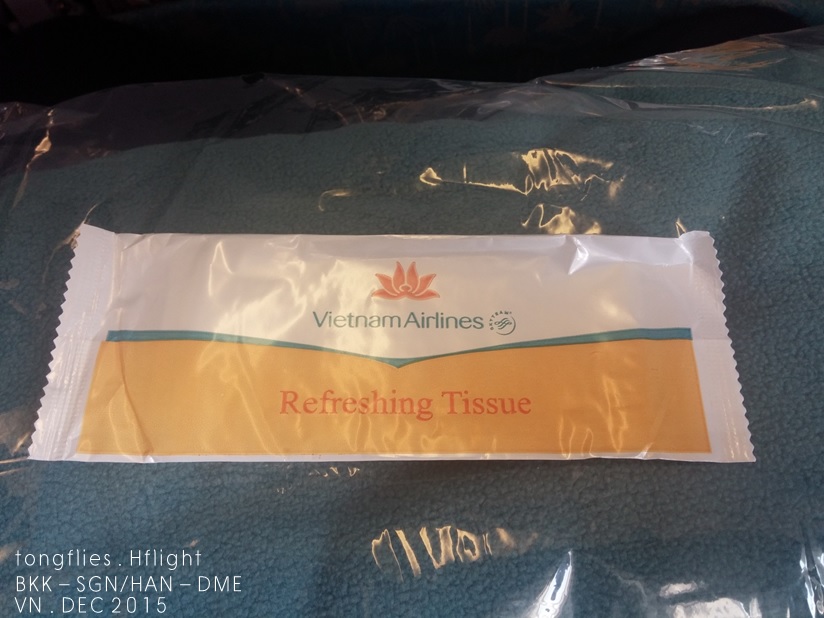 Vietnam Airlines
Refreshing Tissue
tongflies . Hflight
BKK – SGN/HAN – DME
VN . DEC 2015